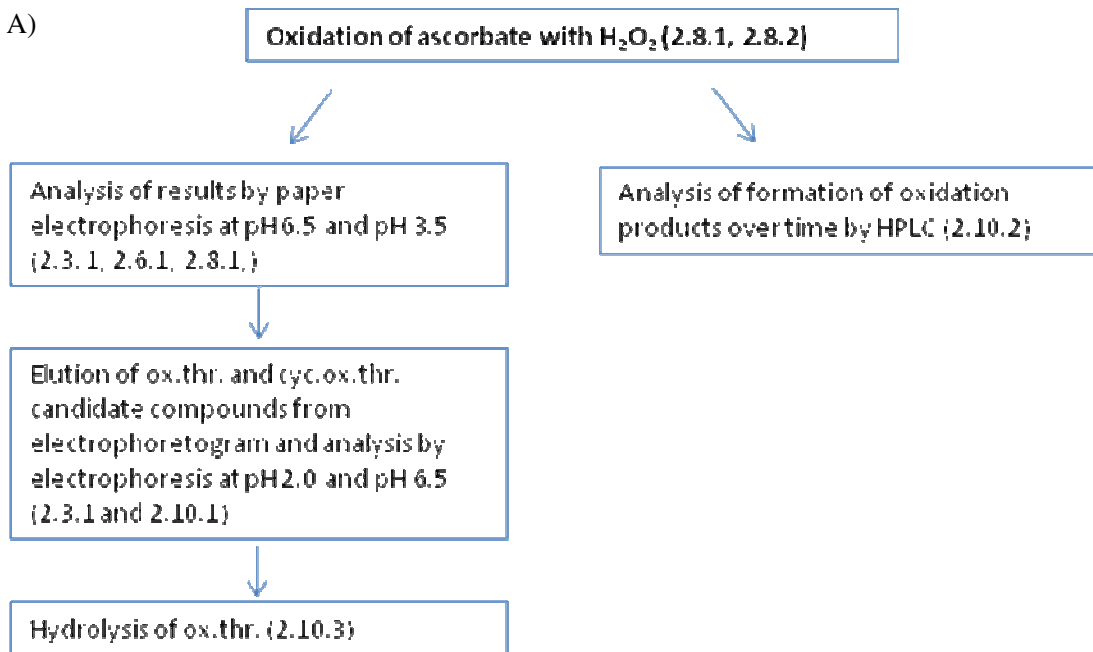 A)
Oxidation of ascorbate with H₂O₂ (2.8.1, 2.8.2)
Analysis of results by paper
electrophoresis at pH 6.5 and pH 3.5
(2.3.1, 2.6.1, 2.8.1,)
Analysis of formation of oxidation
products over time by HPLC (2.10.2)
Elution of ox.thr. and cyc.ox.thr.
candidate compounds from
electrophoretogram and analysis by
electrophoresis at pH 2.0 and pH 6.5
(2.3.1 and 2.10.1)
Hydrolysis of ox.thr. (2.10.3)